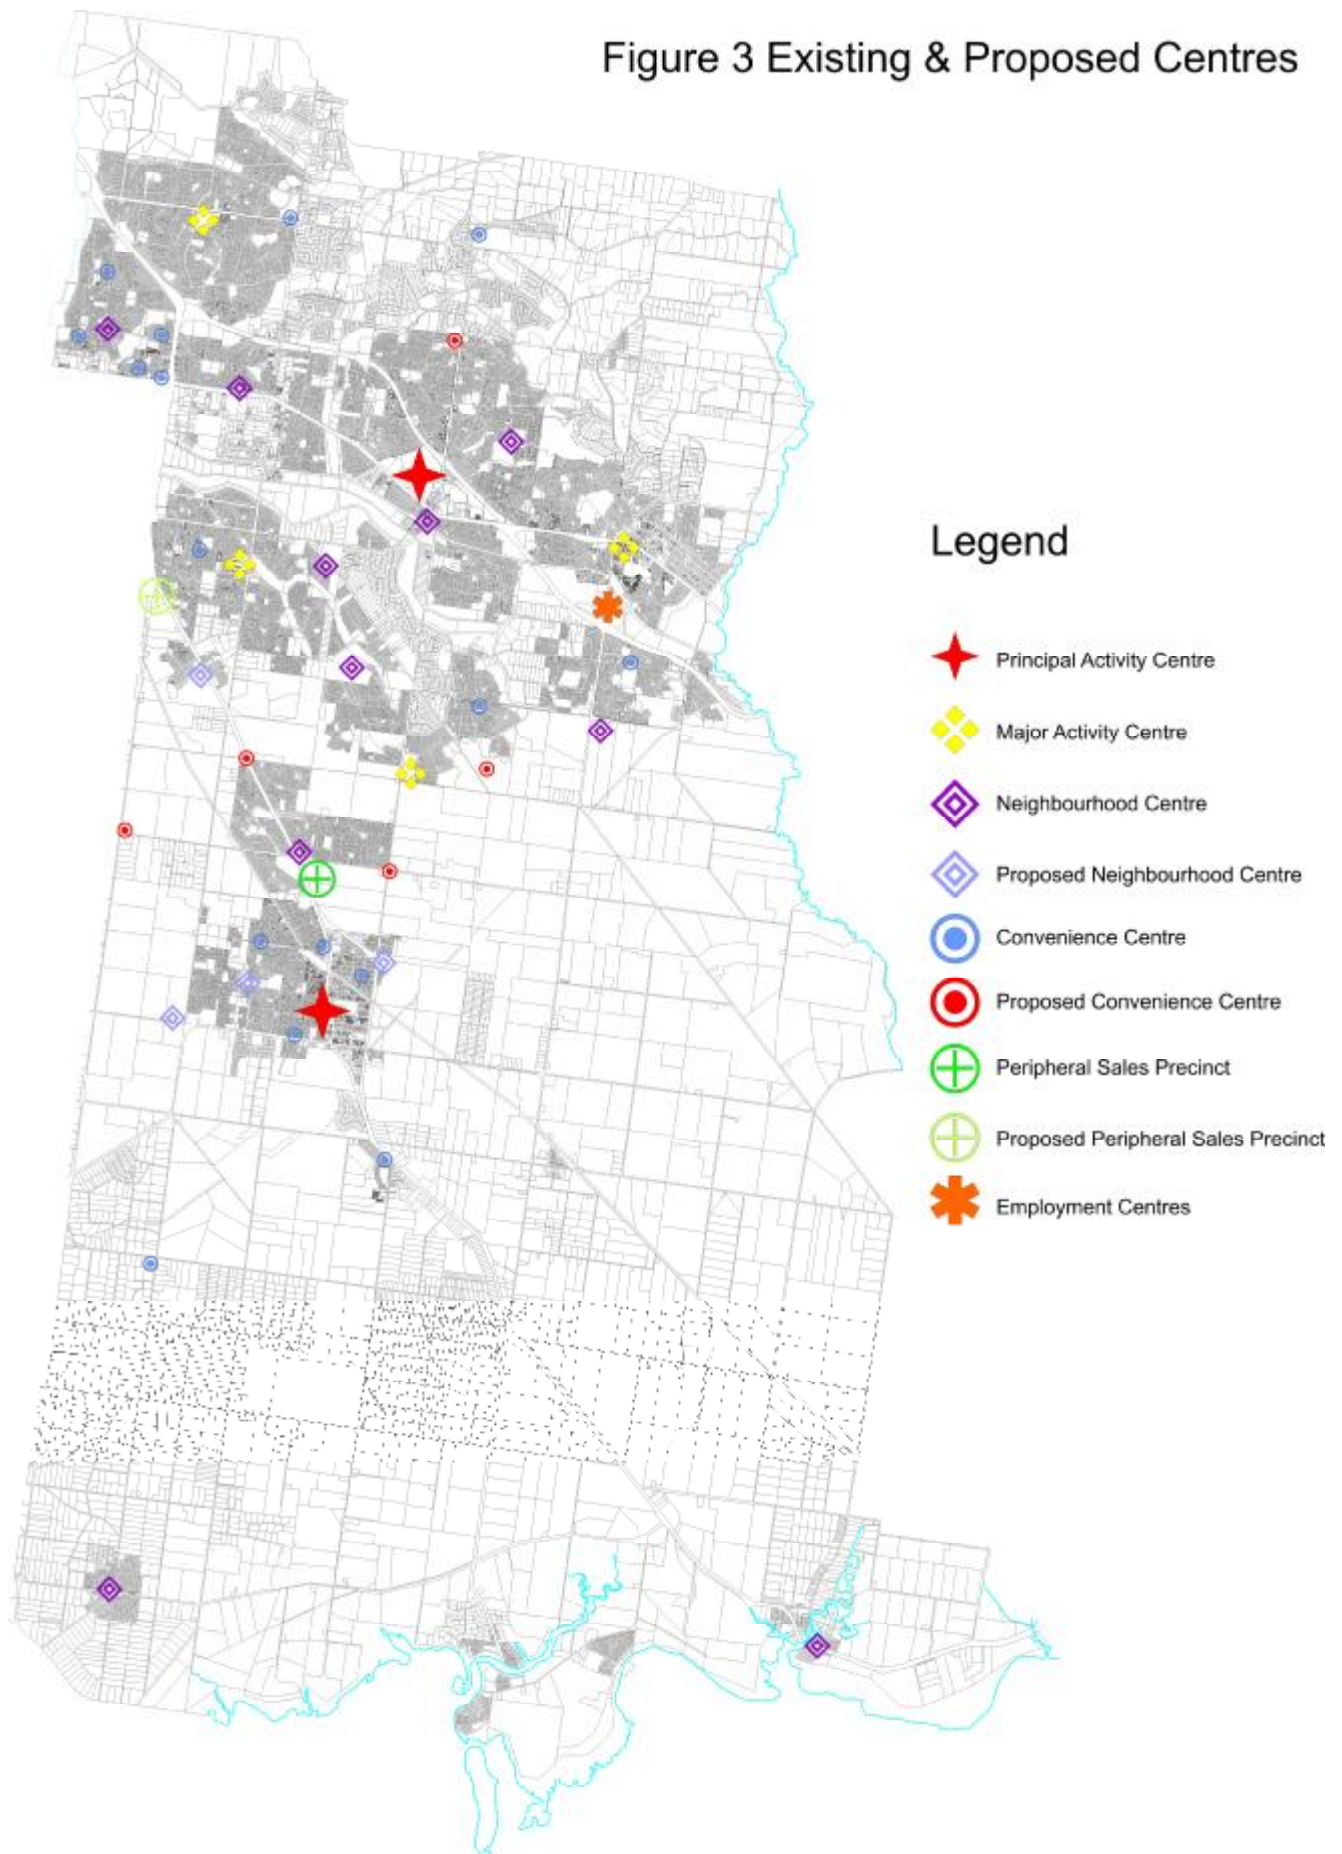 Figure 3 Existing & Proposed Centres
Legend
Principal Activity Centre
Major Activity Centre
Neighbourhood Centre
Proposed Neighbourhood Centre
Convenience Centre
Proposed Convenience Centre
Peripheral Sales Precinct
Proposed Peripheral Sales Precinct
Employment Centres